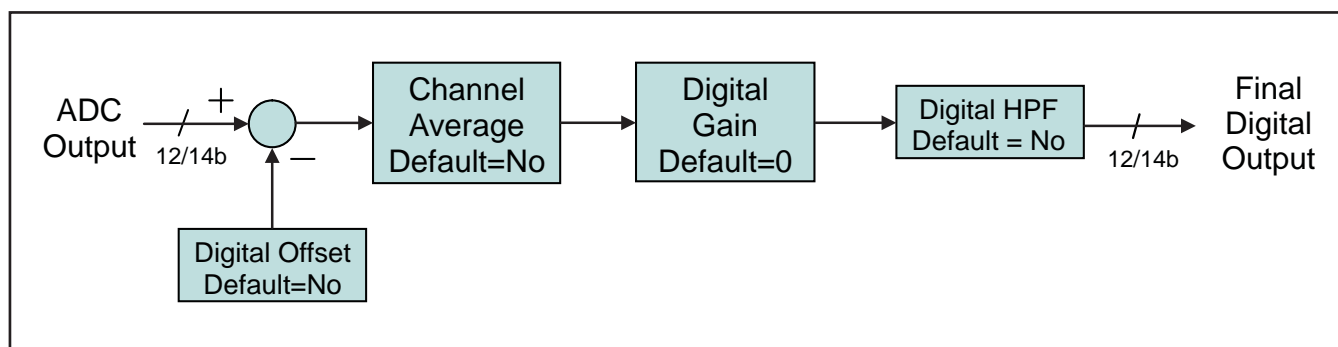 ADC
Output
12/14b
+
−
Digital Offset
Default=No
Channel
Average
Default=No
Digital
Gain
Default=0
Digital HPF
Default = No
12/14b
Final
Digital
Output